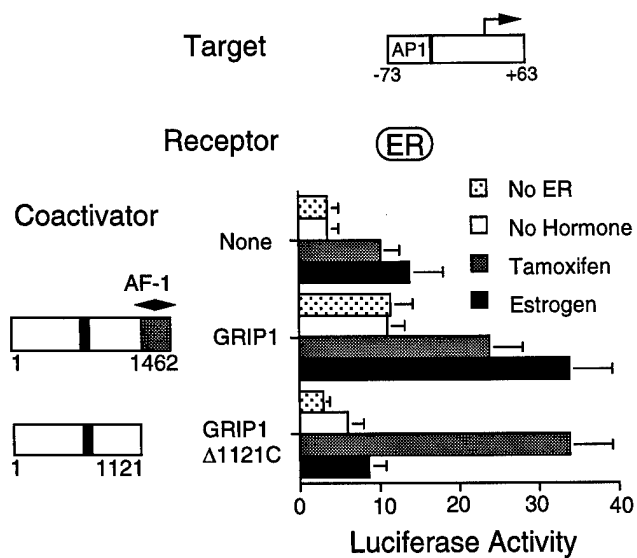 Target
AP1
-73 +63
Receptor
ER
No ER
No Hormone
Tamoxifen
Estrogen
Coactivator
AF-1
1 1462
1 1121
None
GRIP1
GRIP1
Δ1121C
0 10 20 30 40
Luciferase Activity